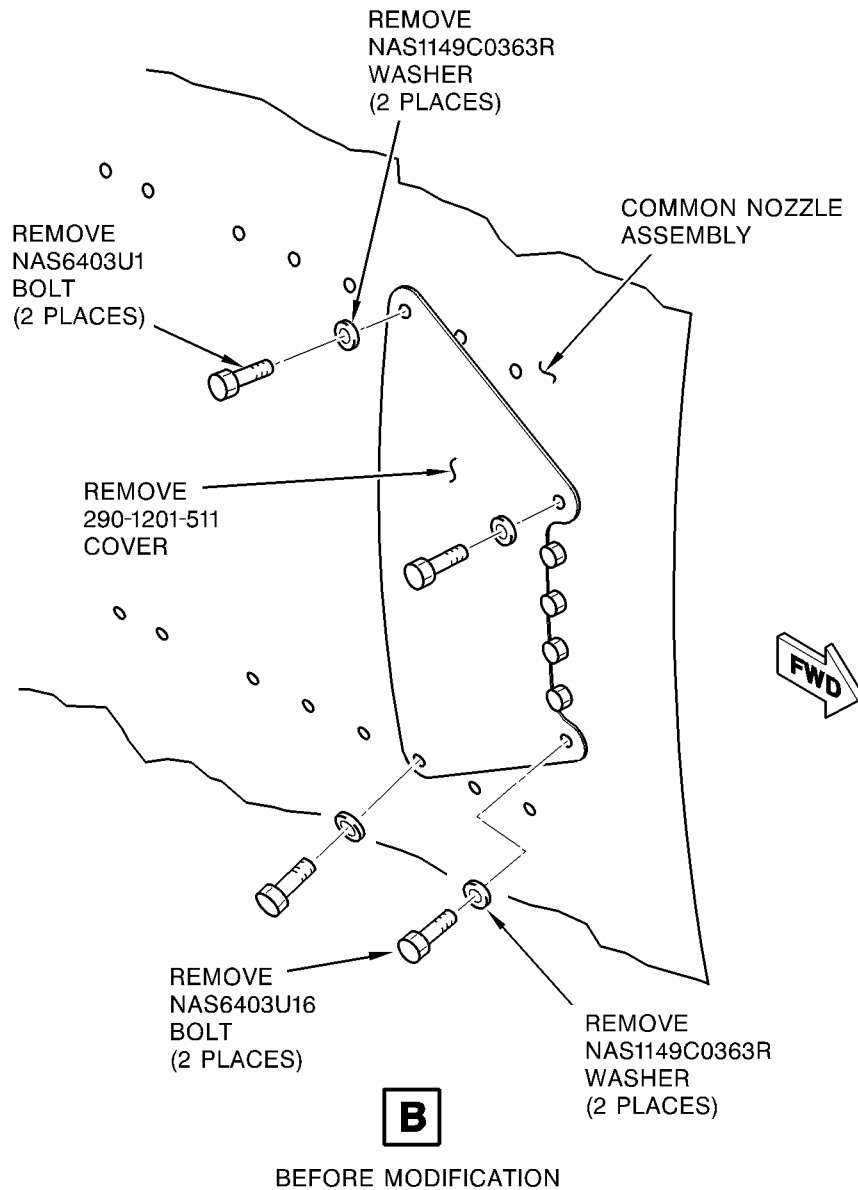 REMOVE
NAS1149C0363R
WASHER
(2 PLACES)
COMMON NOZZLE
ASSEMBLY
REMOVE
NAS6403U1
BOLT
(2 PLACES)
REMOVE
290-1201-511
COVER
FWD
REMOVE
NAS6403U16
BOLT
(2 PLACES)
REMOVE
NAS1149C0363R
WASHER
(2 PLACES)
B
BEFORE MODIFICATION